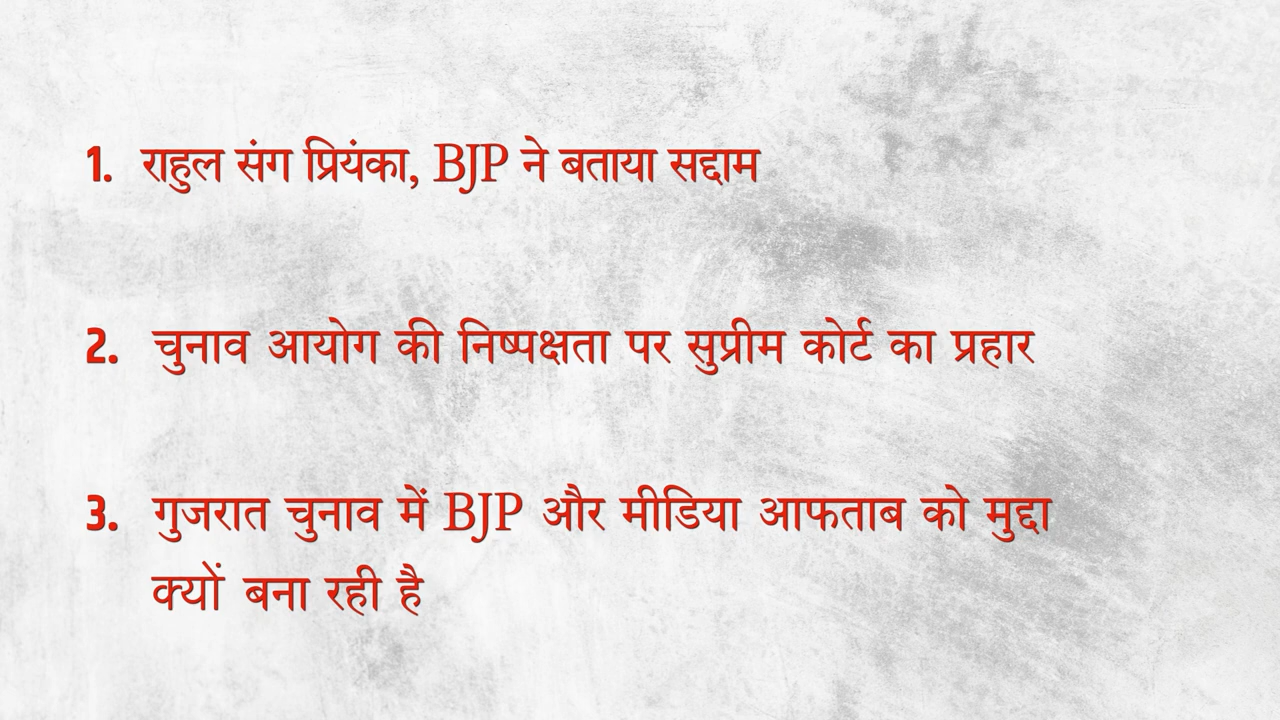 1. राहुल संग प्रियंका, BJP ने बताया सद्दाम
2. चुनाव आयोग की निष्पक्षता पर सुप्रीम कोर्ट का प्रहार
3. गुजरात चुनाव में BJP और मीडिया आफताब को मुद्दा
क्यों बना रही है